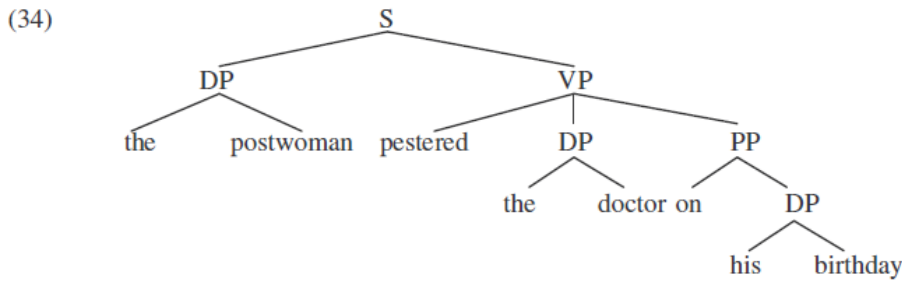 (34) S
DP VP
the postwoman pestered DP PP
the doctor on DP
his birthday